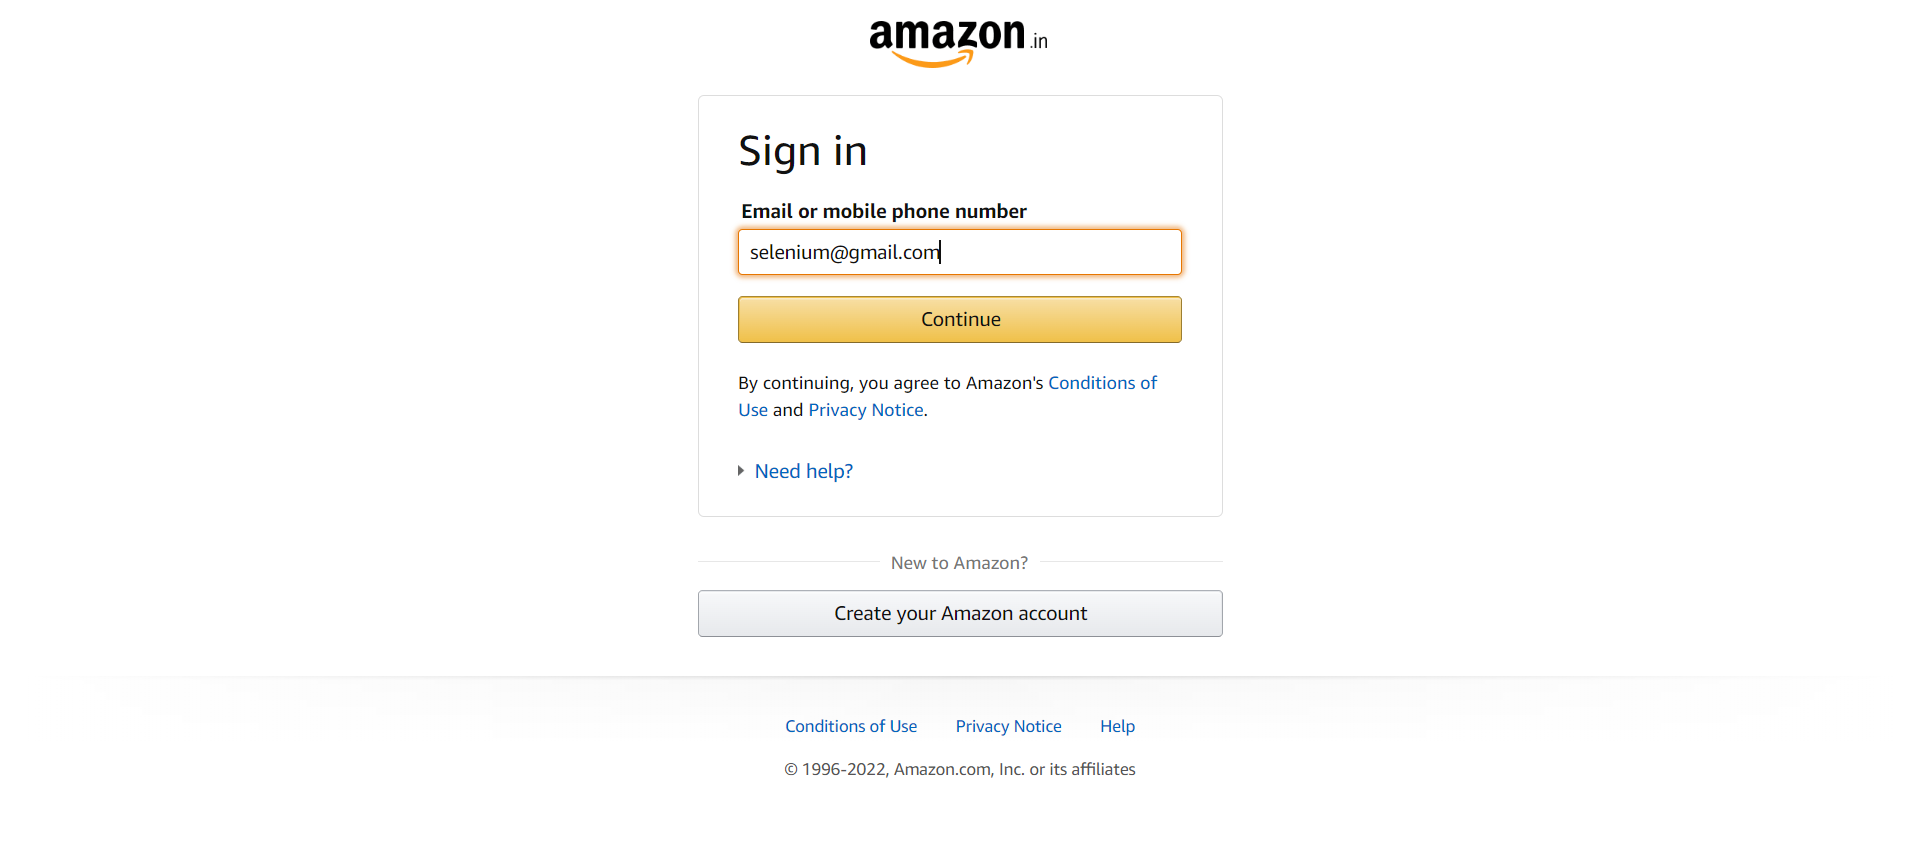 amazon.in
Sign in
Email or mobile phone number
selenium@gmail.com
Continue
By continuing, you agree to Amazon's Conditions of
Use and Privacy Notice.
Need help?
New to Amazon?
Create your Amazon account
Conditions of Use Privacy Notice Help
© 1996-2022, Amazon.com, Inc. or its affiliates